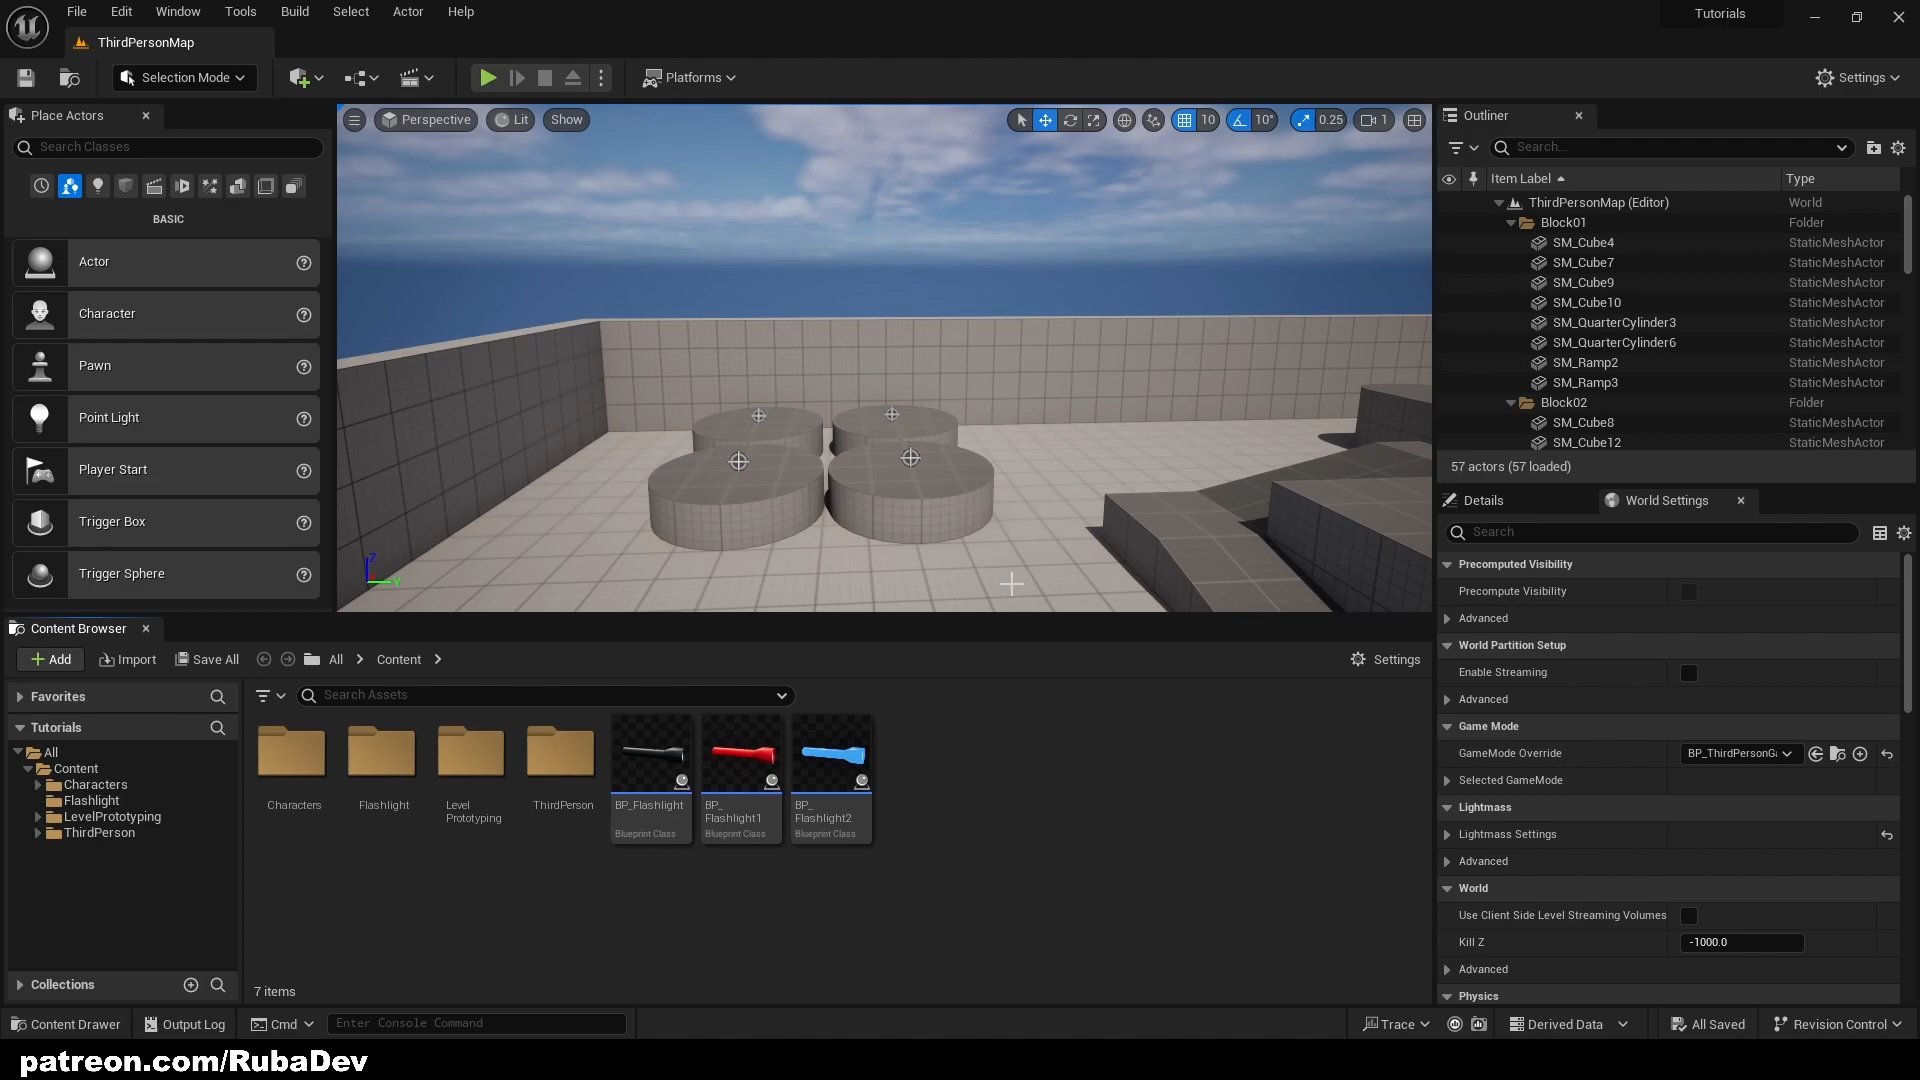 File Edit Window Tools Build Select Actor Help
Tutorials
ThirdPersonMap
Selection Mode
Platforms
Settings
Place Actors
Search Classes
BASIC
Actor
Character
Pawn
Point Light
Player Start
Trigger Box
Trigger Sphere
Perspective Lit Show
10 10° 0.25 1
Z
Y
Outliner
Search...
Item Label Type
ThirdPersonMap (Editor) World
Block01 Folder
SM_Cube4 StaticMeshActor
SM_Cube7 StaticMeshActor
SM_Cube9 StaticMeshActor
SM_Cube10 StaticMeshActor
SM_QuarterCylinder3 StaticMeshActor
SM_QuarterCylinder6 StaticMeshActor
SM_Ramp2 StaticMeshActor
SM_Ramp3 StaticMeshActor
Block02 Folder
SM_Cube8 StaticMeshActor
SM_Cube12 StaticMeshActor
57 actors (57 loaded)
Details World Settings
Search
Precomputed Visibility
Precompute Visibility
Advanced
World Partition Setup
Enable Streaming
Advanced
Game Mode
GameMode Override BP_ThirdPersonGa
Selected GameMode
Lightmass
Lightmass Settings
Advanced
World
Use Client Side Level Streaming Volumes
Kill Z -1000.0
Advanced
Physics
Content Browser
Add Import Save All All Content Settings
Favorites
Tutorials
All
Content
Characters
Flashlight
LevelPrototyping
ThirdPerson
Collections
Search Assets
Characters
Flashlight
Level
Prototyping
ThirdPerson
BP_Flashlight
Blueprint Class
BP_
Flashlight1
Blueprint Class
BP_
Flashlight2
Blueprint Class
7 items
Content Drawer Output Log Cmd Enter Console Command Trace Derived Data All Saved Revision Control
patreon.com/RubaDev